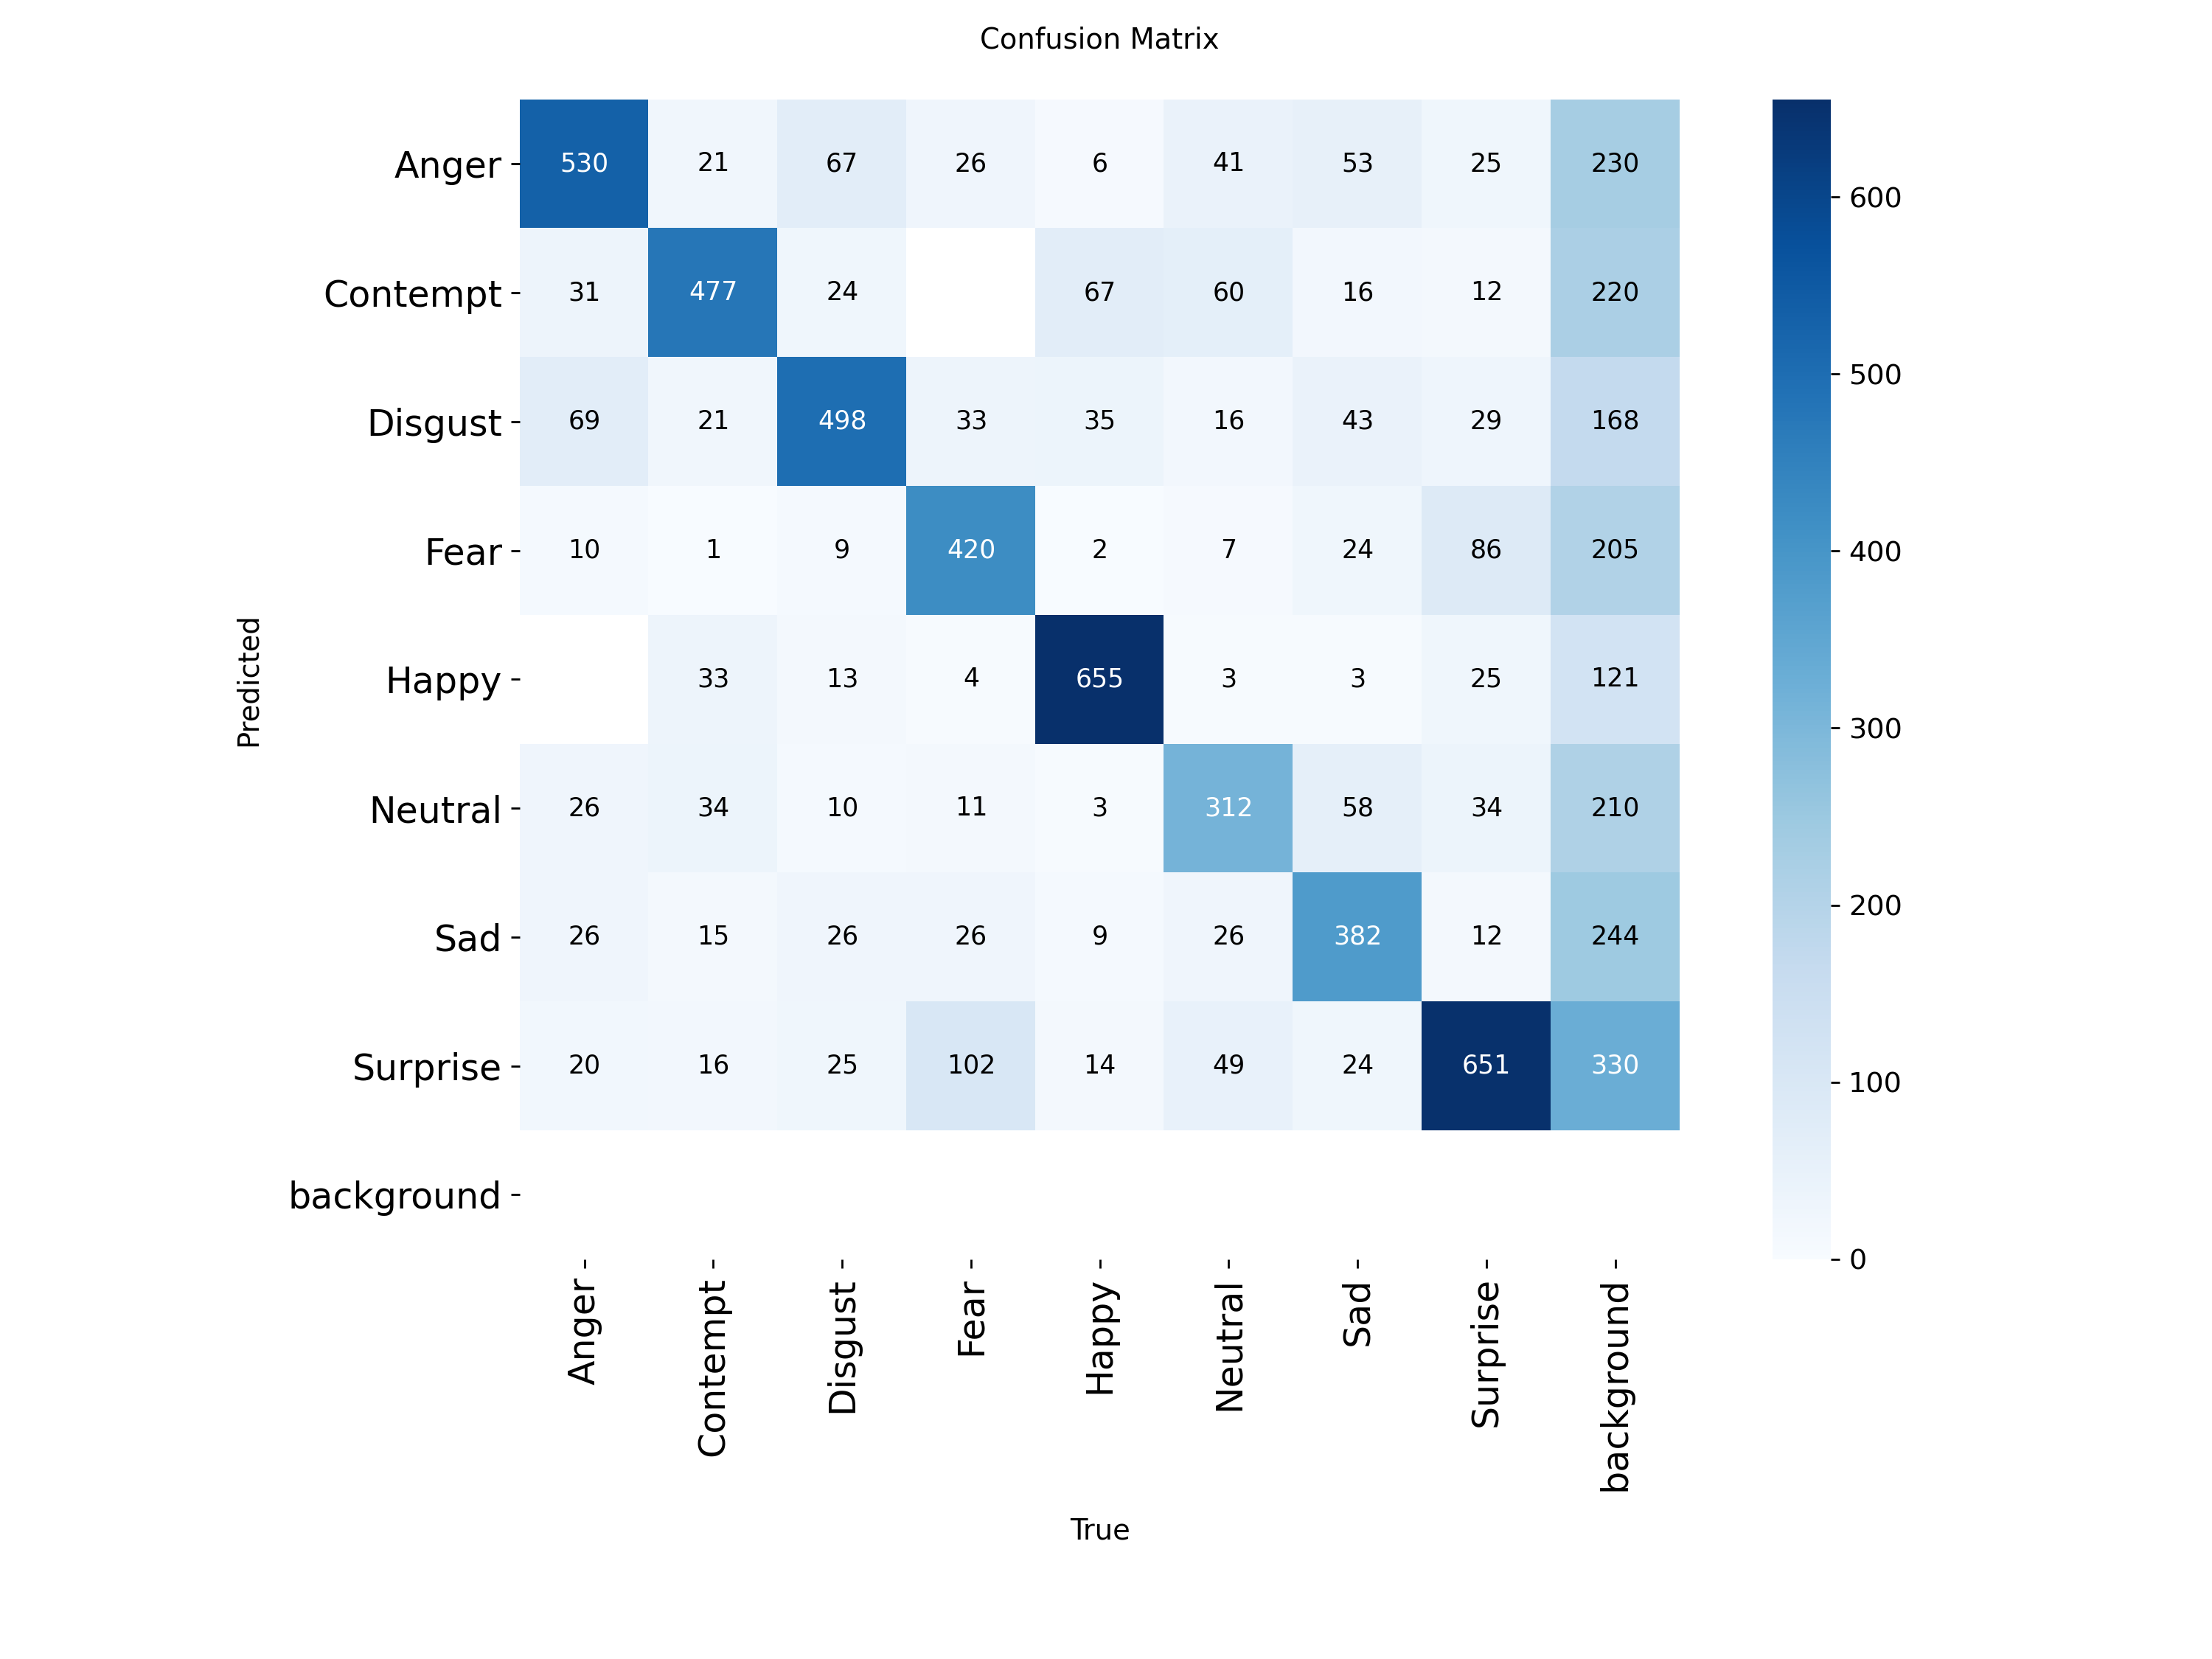 Confusion Matrix
Anger 530 21 67 26 6 41 53 25 230
Contempt 31 477 24 67 60 16 12 220
Disgust 69 21 498 33 35 16 43 29 168
Fear 10 1 9 420 2 7 24 86 205
Happy 33 13 4 655 3 3 25 121
Neutral 26 34 10 11 3 312 58 34 210
Sad 26 15 26 26 9 26 382 12 244
Surprise 20 16 25 102 14 49 24 651 330
background
Predicted
Anger Contempt Disgust Fear Happy Neutral Sad Surprise background
True
600
500
400
300
200
100
0